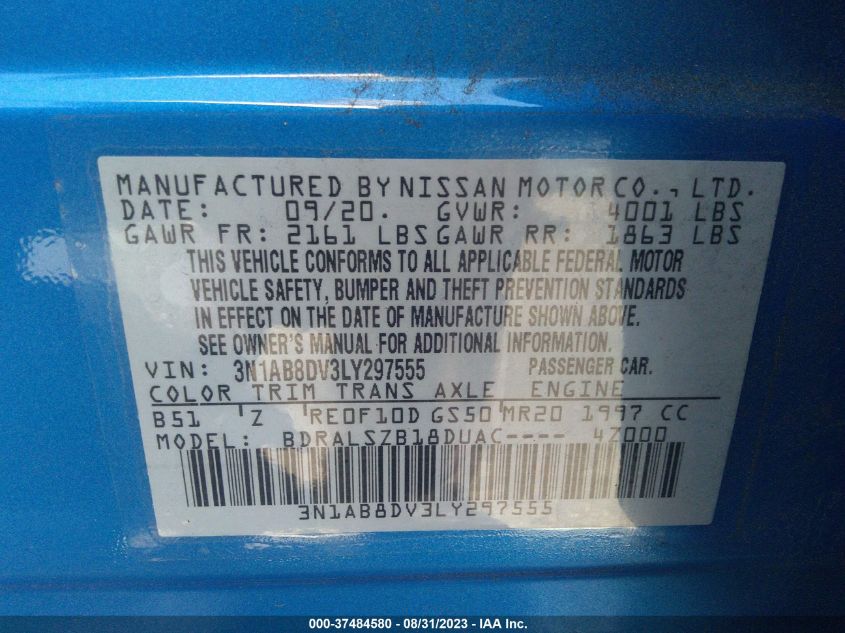 MANUFACTURED BY NISSAN MOTOR CO., LTD.
DATE: 09/20. GVWR: 4001 LBS
GAWR FR: 2161 LBS GAWR RR: 1863 LBS
THIS VEHICLE CONFORMS TO ALL APPLICABLE FEDERAL MOTOR
VEHICLE SAFETY, BUMPER AND THEFT PREVENTION STANDARDS
IN EFFECT ON THE DATE OF MANUFACTURE SHOWN ABOVE.
SEE OWNER'S MANUAL FOR ADDITIONAL INFORMATION.
VIN: 3N1AB8DV3LY297555 PASSENGER CAR.
COLOR TRIM TRANS AXLE ENGINE
B51 Z RE0F10D GS50 MR20 1997 CC
MODEL: BDRALSZB18DUAC---- 4Z000
3N1AB8DV3LY297555
000-37484580 - 08/31/2023 - IAA Inc.